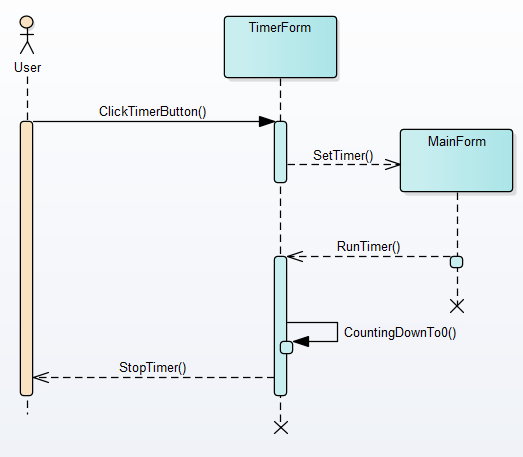 TimerForm
User
ClickTimerButton()
MainForm
SetTimer()
RunTimer()
CountingDownTo0()
StopTimer()